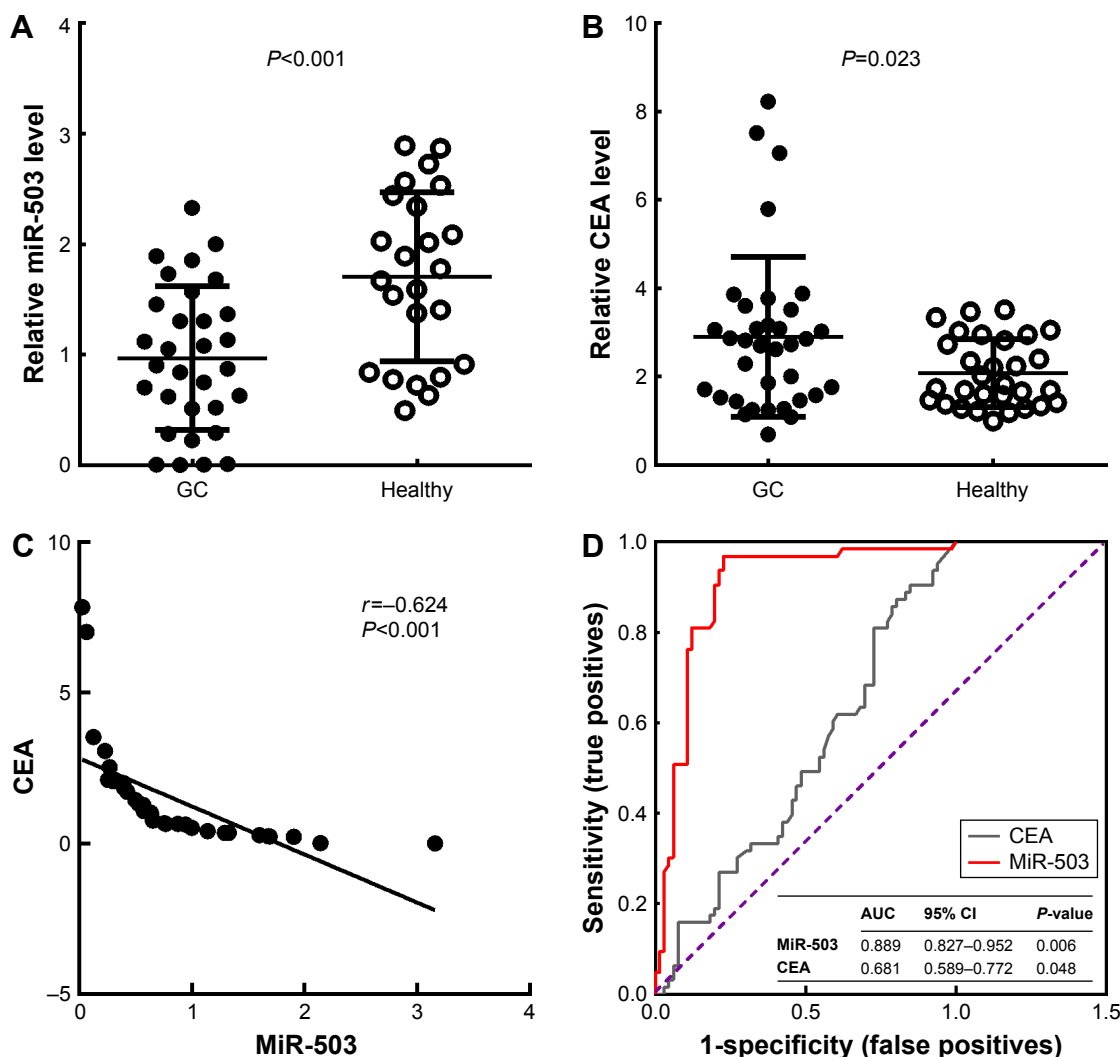 A
P<0.001
Relative miR-503 level
4
3
2
1
0
GC
Healthy
B
P=0.023
Relative CEA level
10
8
6
4
2
0
GC
Healthy
C
r=–0.624
P<0.001
CEA
10
5
0
–5
0
1
2
3
4
MiR-503
D
Sensitivity (true positives)
1.0
0.8
0.6
0.4
0.2
0.0
CEA
MiR-503
AUC 95% CI P-value
MiR-503 0.889 0.827–0.952 0.006
CEA 0.681 0.589–0.772 0.048
0.0
0.5
1.0
1.5
1-specificity (false positives)